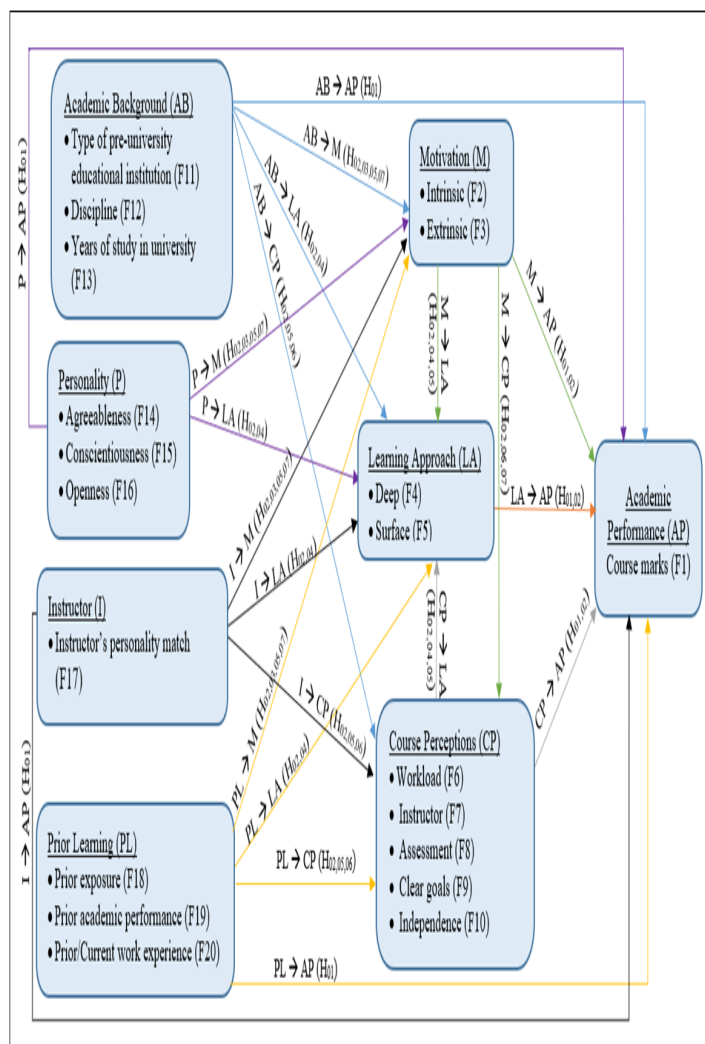 AB → AP (H01)
Academic Background (AB)
• Type of pre-university
educational institution (F11)
• Discipline (F12)
• Years of study in university
(F13)
P → AP (H01)
AB → M (H02,03,05,07)
AB → LA (H02,04)
AB → CP (H02,05,06)
Motivation (M)
• Intrinsic (F2)
• Extrinsic (F3)
M → LA
(H02,04,05)
M → CP (H02,06,07)
M → AP (H01,02)
Personality (P)
• Agreeableness (F14)
• Conscientiousness (F15)
• Openness (F16)
P → M (H02,03,05,07)
P → LA (H02,04)
Learning Approach (LA)
• Deep (F4)
• Surface (F5)
LA → AP (H01,02)
Academic
Performance (AP)
Course marks (F1)
Instructor (I)
• Instructor's personality match
(F17)
I → M (H02,03,05,07)
I → LA (H02,04)
I → CP (H02,05,06)
I → AP (H01)
CP → LA
(H02,04,05)
CP → AP (H01,02)
Course Perceptions (CP)
• Workload (F6)
• Instructor (F7)
• Assessment (F8)
• Clear goals (F9)
• Independence (F10)
Prior Learning (PL)
• Prior exposure (F18)
• Prior academic performance (F19)
• Prior/Current work experience (F20)
PL → M (H02,03,05,07)
PL → LA (H02,04)
PL → CP (H02,05,06)
PL → AP (H01)